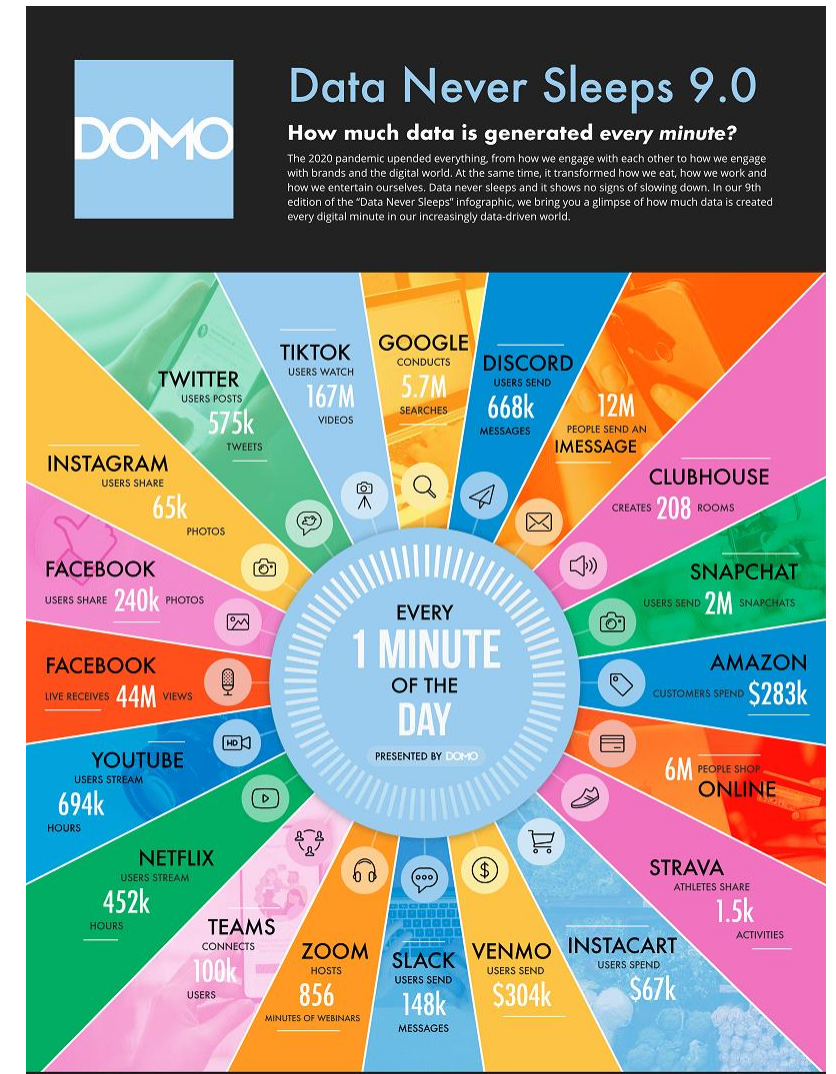 DOMO
Data Never Sleeps 9.0
How much data is generated every minute?
The 2020 pandemic upended everything, from how we engage with each other to how we engage
with brands and the digital world. At the same time, it transformed how we eat, how we work and
how we entertain ourselves. Data never sleeps and it shows no signs of slowing down. In our 9th
edition of the “Data Never Sleeps” infographic, we bring you a glimpse of how much data is created
every digital minute in our increasingly data-driven world.
GOOGLE
CONDUCTS
5.7M
SEARCHES
DISCORD
USERS SEND
668k
MESSAGES
12M
PEOPLE SEND AN
IMESSAGE
CLUBHOUSE
CREATES 208 ROOMS
SNAPCHAT
USERS SEND 2M SNAPCHATS
AMAZON
CUSTOMERS SPEND $283k
6M PEOPLE SHOP
ONLINE
STRAVA
ATHLETES SHARE
1.5k
ACTIVITIES
INSTACART
USERS SPEND
$67k
VENMO
USERS SEND
$304k
SLACK
USERS SEND
148k
MESSAGES
ZOOM
HOSTS
856
MINUTES OF WEBINARS
TEAMS
CONNECTS
100k
USERS
NETFLIX
USERS STREAM
452k
HOURS
YOUTUBE
USERS STREAM
694k
HOURS
FACEBOOK
LIVE RECEIVES 44M VIEWS
FACEBOOK
USERS SHARE 240k PHOTOS
INSTAGRAM
USERS SHARE
65k
PHOTOS
TWITTER
USERS POSTS
575k
TWEETS
TIKTOK
USERS WATCH
167M
VIDEOS
HD
EVERY
1 MINUTE
OF THE
DAY
PRESENTED BY DOMO